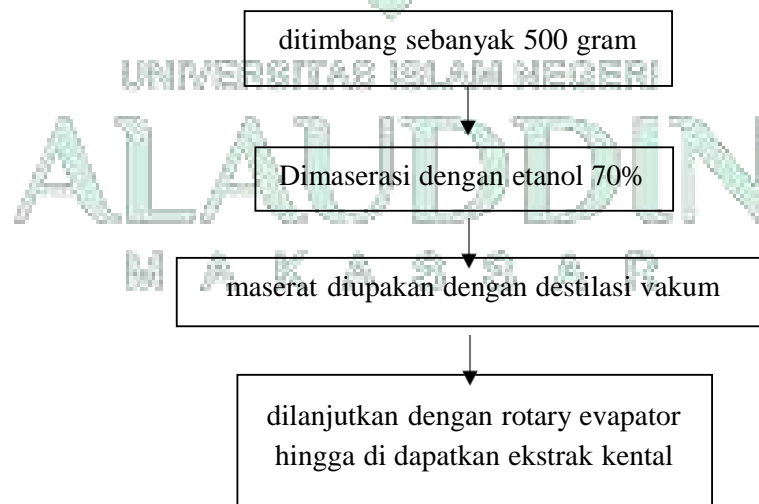 ditimbang sebanyak 500 gram
UNIVERSITAS ISLAM NEGERI
ALAUDDIN
Dimaserasi dengan etanol 70%
M A K A S S A R
maserat diupakan dengan destilasi vakum
dilanjutkan dengan rotary evapator
hingga di dapatkan ekstrak kental